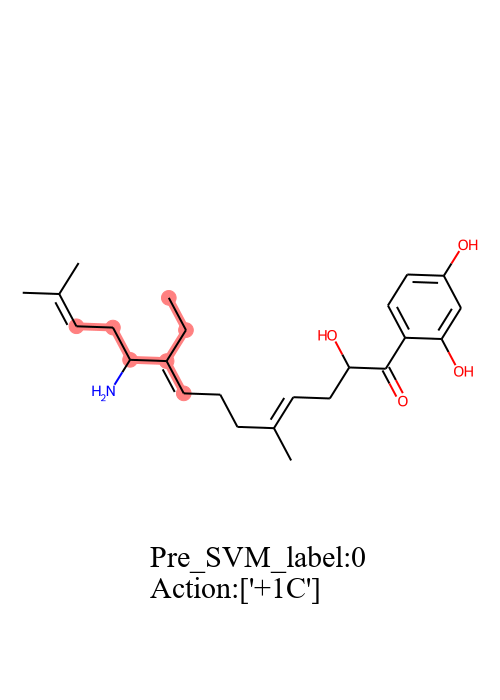 OH
HO
OH
O
H2N
Pre_SVM_label:0
Action:['+1C']